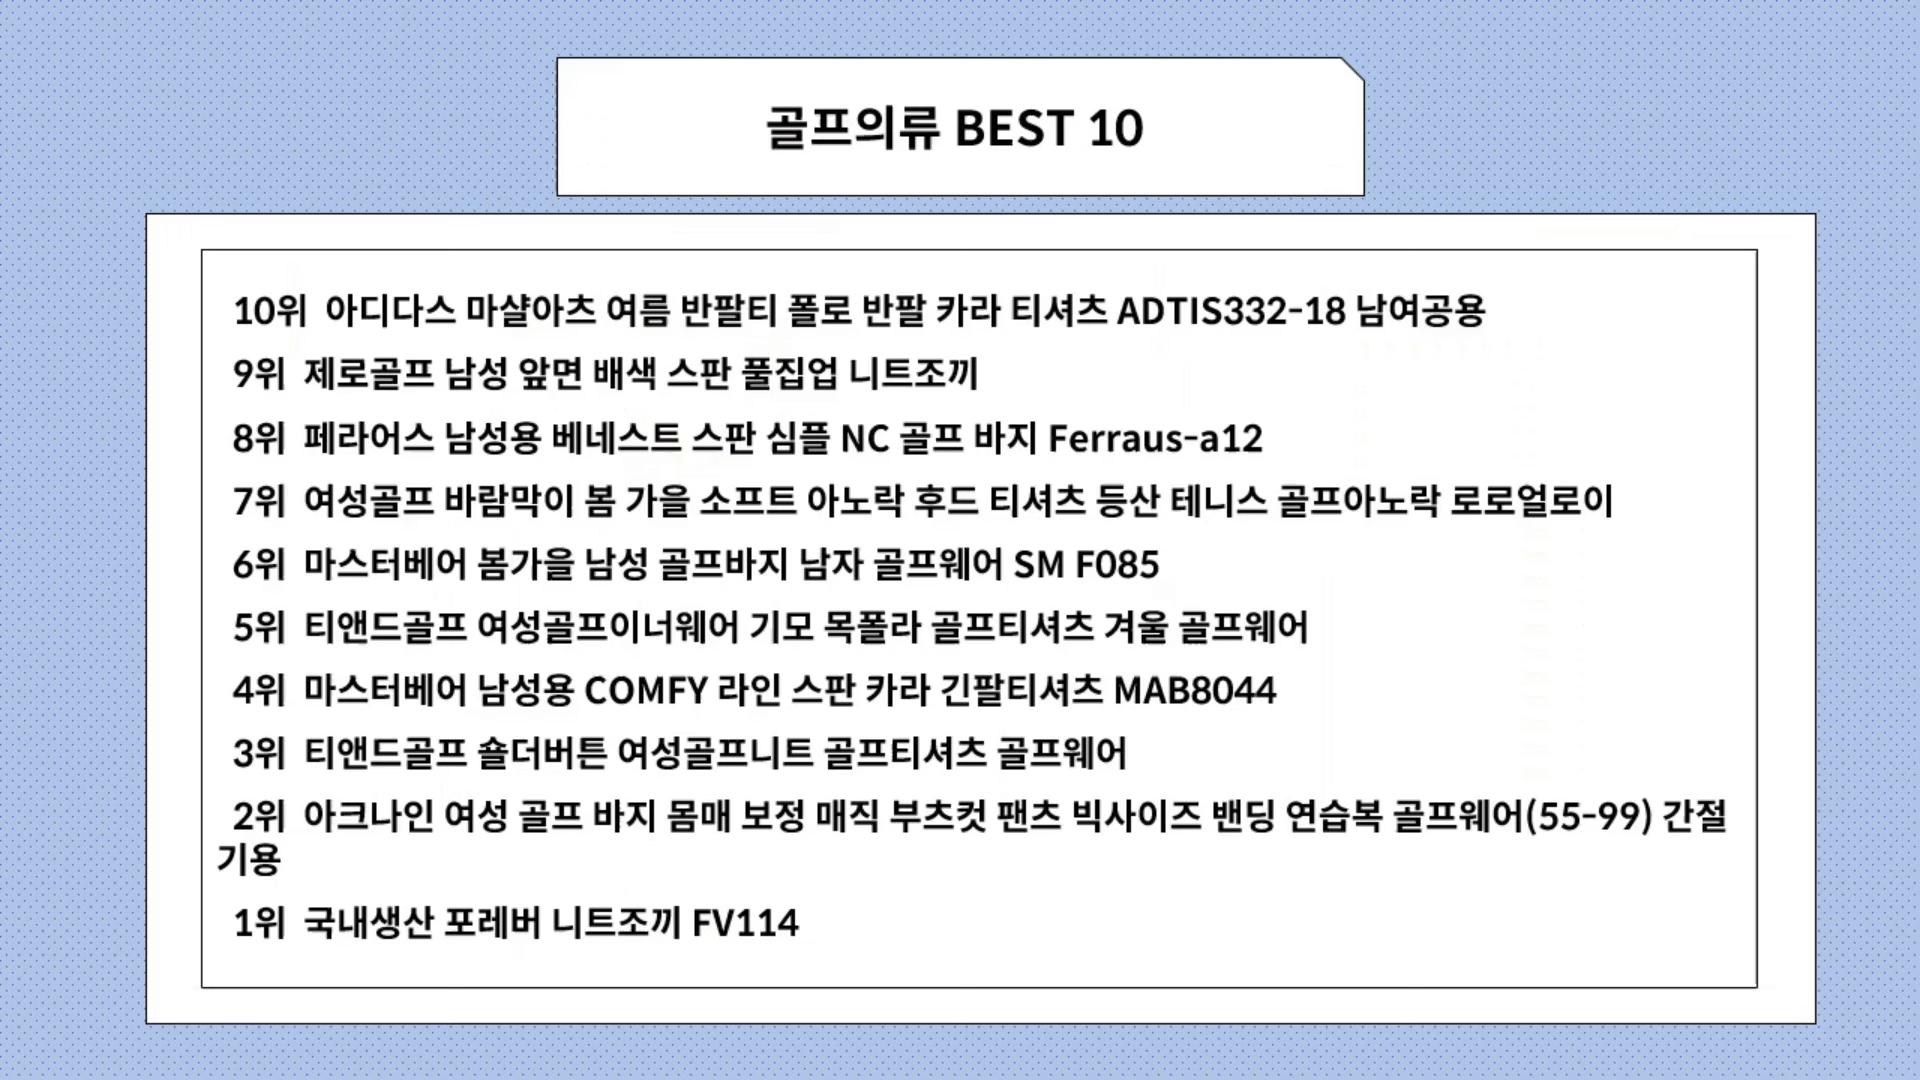 골프의류 BEST 10
10위 아디다스 마샬아츠 여름 반팔티 폴로 반팔 카라 티셔츠 ADTIS332-18 남여공용
9위 제로골프 남성 앞면 배색 스판 풀집업 니트조끼
8위 페라어스 남성용 베네스트 스판 심플 NC 골프 바지 Ferraus-a12
7위 여성골프 바람막이 봄 가을 소프트 아노락 후드 티셔츠 등산 테니스 골프아노락 로로얼로이
6위 마스터베어 봄가을 남성 골프바지 남자 골프웨어 SM F085
5위 티앤드골프 여성골프이너웨어 기모 목폴라 골프티셔츠 겨울 골프웨어
4위 마스터베어 남성용 COMFY 라인 스판 카라 긴팔티셔츠 MAB8044
3위 티앤드골프 숄더버튼 여성골프니트 골프티셔츠 골프웨어
2위 아크나인 여성 골프 바지 몸매 보정 매직 부츠컷 팬츠 빅사이즈 밴딩 연습복 골프웨어(55-99) 간절
기용
1위 국내생산 포레버 니트조끼 FV114